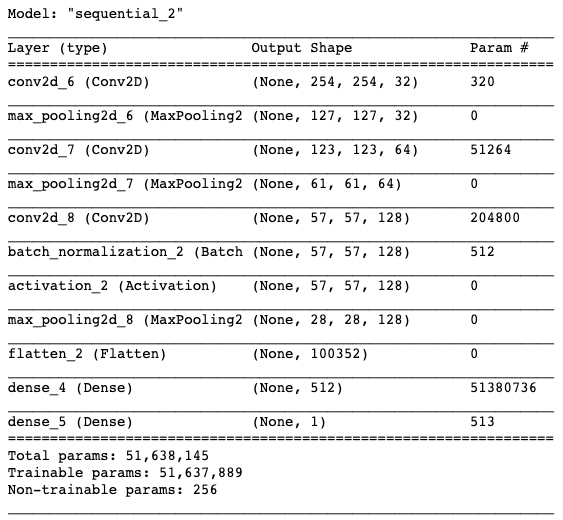 Model: "sequential_2"
Layer (type) Output Shape Param #
conv2d_6 (Conv2D) (None, 254, 254, 32) 320
max_pooling2d_6 (MaxPooling2 (None, 127, 127, 32) 0
conv2d_7 (Conv2D) (None, 123, 123, 64) 51264
max_pooling2d_7 (MaxPooling2 (None, 61, 61, 64) 0
conv2d_8 (Conv2D) (None, 57, 57, 128) 204800
batch_normalization_2 (Batch (None, 57, 57, 128) 512
activation_2 (Activation) (None, 57, 57, 128) 0
max_pooling2d_8 (MaxPooling2 (None, 28, 28, 128) 0
flatten_2 (Flatten) (None, 100352) 0
dense_4 (Dense) (None, 512) 51380736
dense_5 (Dense) (None, 1) 513
Total params: 51,638,145
Trainable params: 51,637,889
Non-trainable params: 256